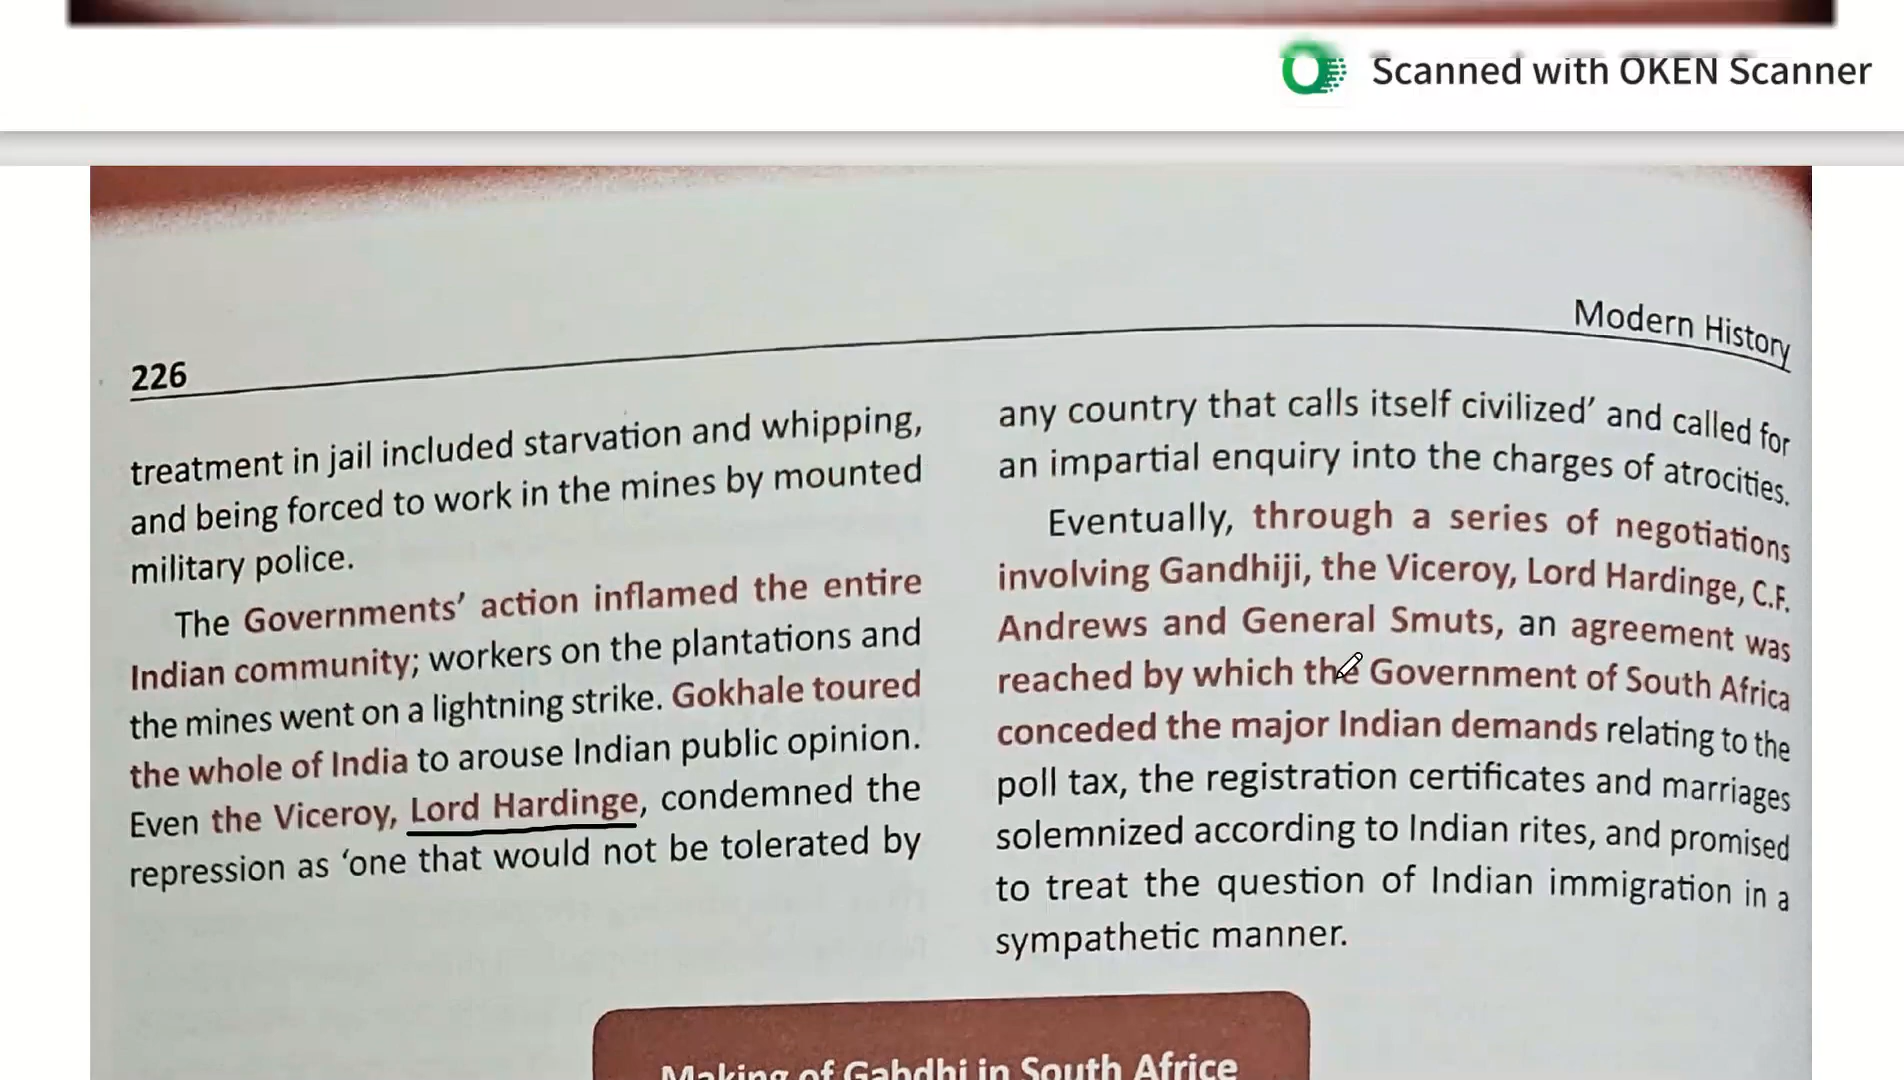 Scanned with OKEN Scanner
226
Modern History
treatment in jail included starvation and whipping,
and being forced to work in the mines by mounted
military police.
The Governments' action inflamed the entire
Indian community; workers on the plantations and
the mines went on a lightning strike. Gokhale toured
the whole of India to arouse Indian public opinion.
Even the Viceroy, Lord Hardinge, condemned the
repression as 'one that would not be tolerated by
any country that calls itself civilized' and called for
an impartial enquiry into the charges of atrocities.
Eventually, through a series of negotiations
involving Gandhiji, the Viceroy, Lord Hardinge, C.F.
Andrews and General Smuts, an agreement was
reached by which the Government of South Africa
conceded the major Indian demands relating to the
poll tax, the registration certificates and marriages
solemnized according to Indian rites, and promised
to treat the question of Indian immigration in a
sympathetic manner.
Making of Gahdhi in South Africe